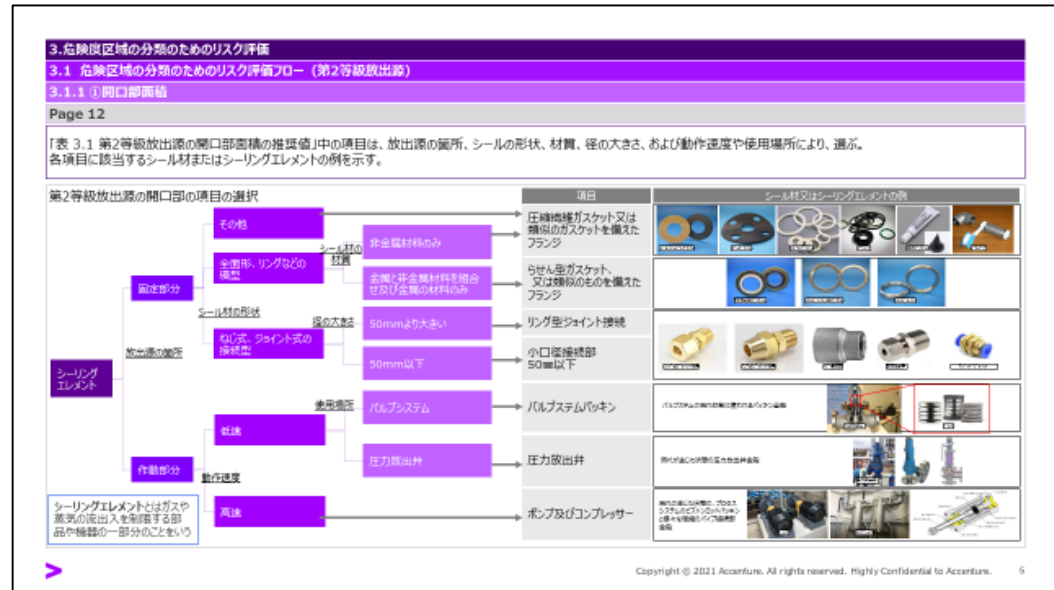 3.危険度区域の分類のためのリスク評価
3.1 危険区域の分類のためのリスク評価フロー（第2等級放出源）
3.1.1 ①開口部面積
Page 12
「表 3.1 第2等級放出源の開口部面積の推奨値」中の項目は、放出源の箇所、シールの形状、材質、径の大きさ、および動作速度や使用場所により、選ぶ。
各項目に該当するシール材またはシーリングエレメントの例を示す。
第2等級放出源の開口部の項目の選択
項目
シール材又はシーリングエレメントの例
シーリング
エレメント
放出源の箇所
固定部分
シール材の形状
その他
全面形、リングなどの
模型
シール材の
材質
非金属材料のみ
金属と非金属材料を組合
せ及び金属の材料のみ
ねじ式、ジョイント式の
接続型
径の大きさ
50mmより大きい
50mm以下
作動部分
動作速度
低速
使用場所
バルブシステム
圧力放出弁
高速
圧縮繊維ガスケット又は
類似のガスケットを備えた
フランジ
らせん型ガスケット、
又は類似のものを備えた
フランジ
リング型ジョイント接続
小口径接続部
50mm以下
バルブステムパッキン
圧力放出弁
ポンプ及びコンプレッサー
シーリングエレメントとはガスや
蒸気の流出入を制限する部
品や機器の一部分のことをいう
Copyright © 2021 Accenture. All rights reserved. Highly Confidential to Accenture.
6